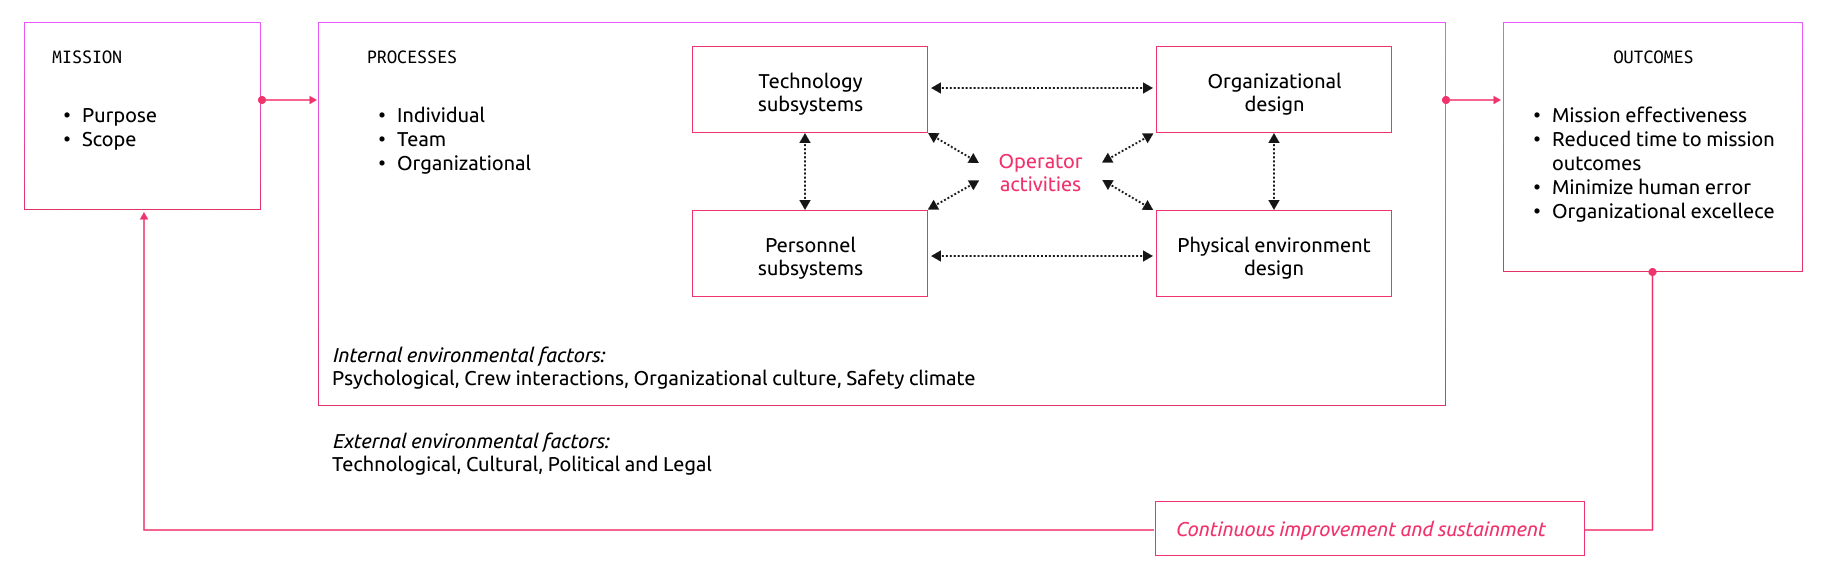 MISSION
• Purpose
• Scope
PROCESSES
• Individual
• Team
• Organizational
Technology
subsystems
Organizational
design
Operator
activities
Personnel
subsystems
Physical environment
design
Internal environmental factors:
Psychological, Crew interactions, Organizational culture, Safety climate
External environmental factors:
Technological, Cultural, Political and Legal
OUTCOMES
• Mission effectiveness
• Reduced time to mission
outcomes
• Minimize human error
• Organizational excellece
Continuous improvement and sustainment